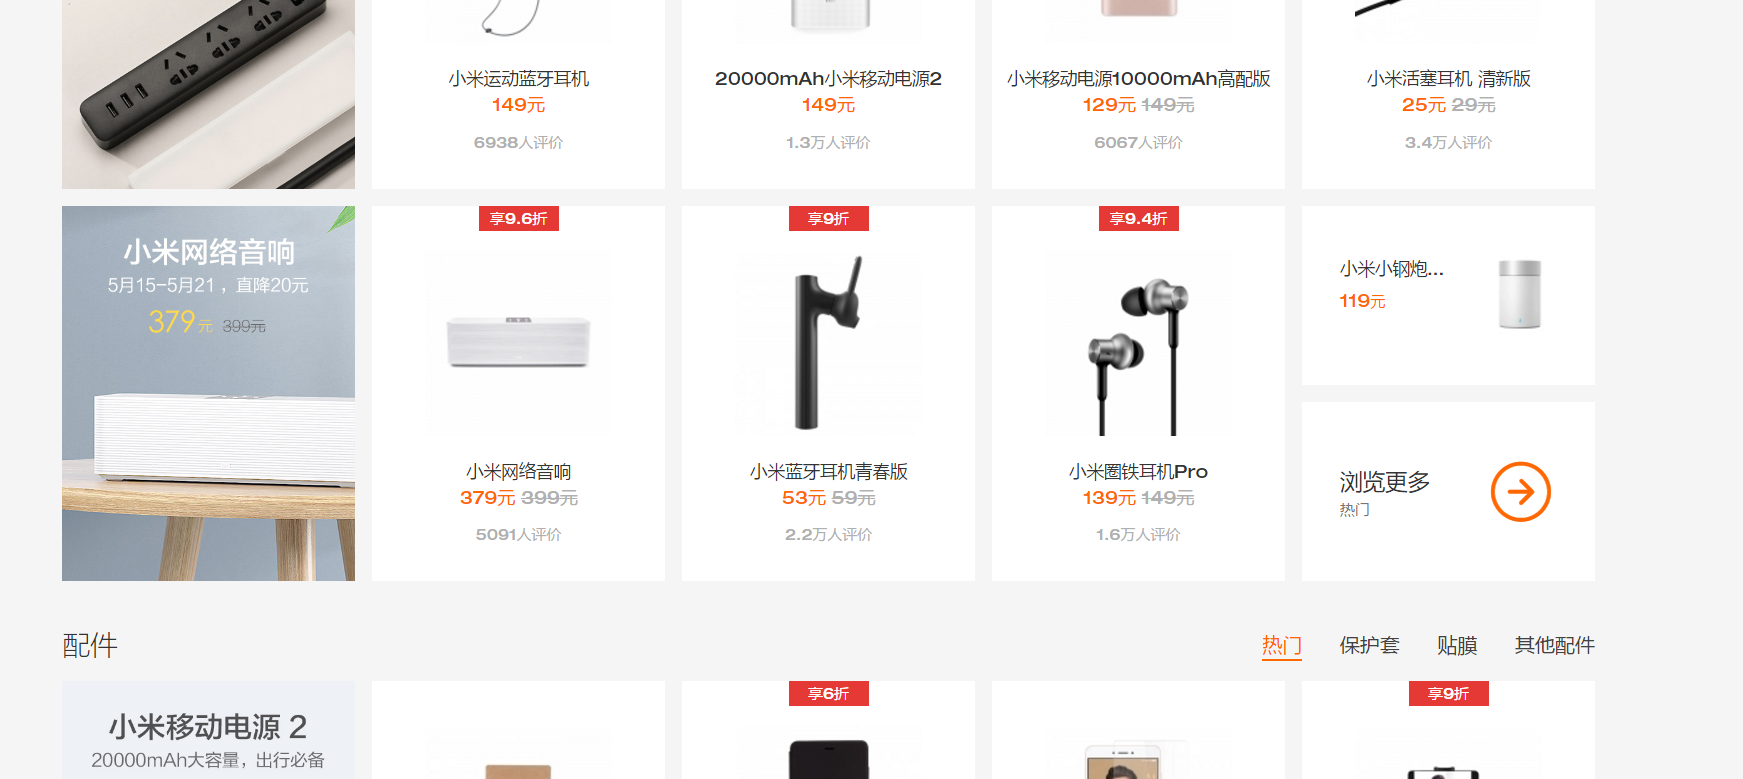 小米运动蓝牙耳机
149元
6938人评价
20000mAh小米移动电源2
149元
1.3万人评价
小米移动电源10000mAh高配版
129元 149元
6067人评价
小米活塞耳机 清新版
25元 29元
3.4万人评价
小米网络音响
5月15-5月21，直降20元
379元 399元
享9.6折
小米网络音响
379元 399元
5091人评价
享9折
小米蓝牙耳机青春版
53元 59元
2.2万人评价
享9.4折
小米圈铁耳机Pro
139元 149元
1.6万人评价
小米小钢炮...
119元
浏览更多
热门
配件
热门 保护套 贴膜 其他配件
小米移动电源 2
20000mAh大容量，出行必备
享6折
享9折